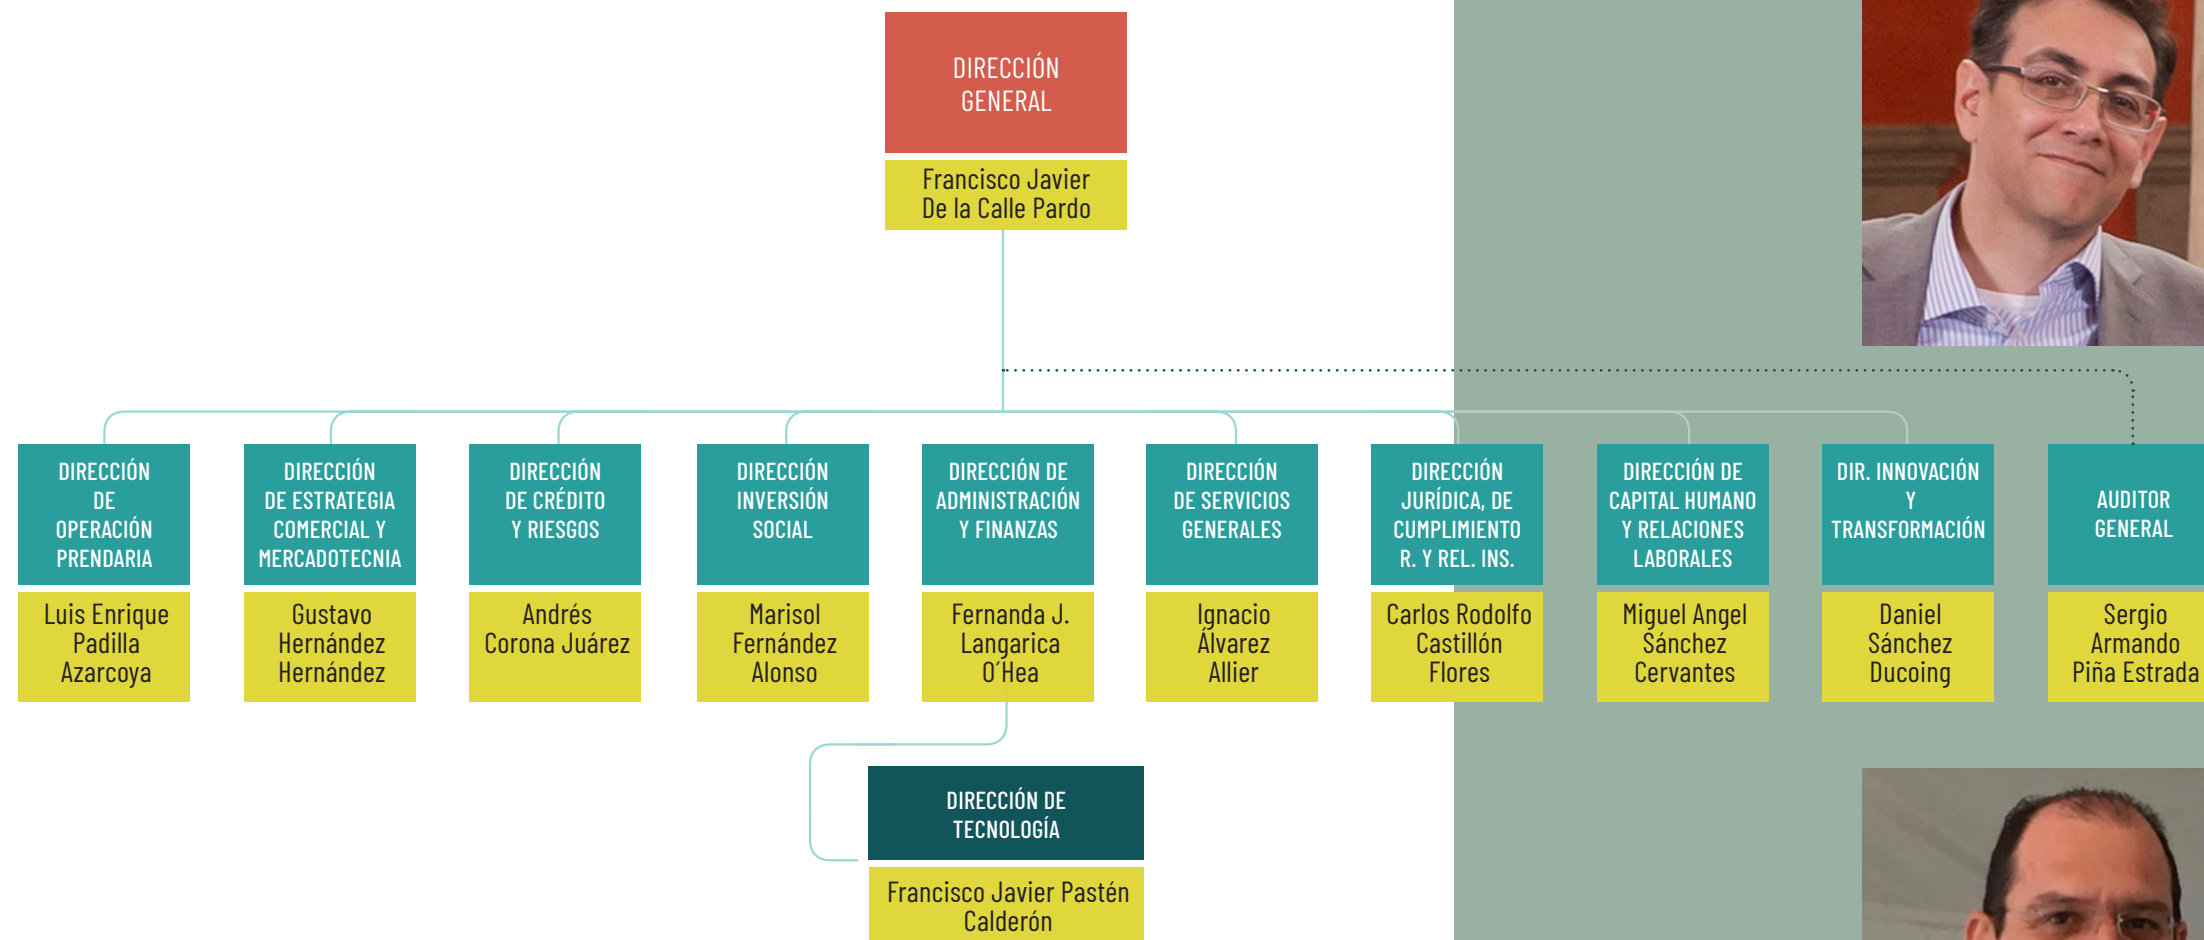 DIRECCIÓN
GENERAL
Francisco Javier
De la Calle Pardo
DIRECCIÓN
DE
OPERACIÓN
PRENDARIA
Luis Enrique
Padilla
Azarcoya
DIRECCIÓN
DE ESTRATEGIA
COMERCIAL Y
MERCADOTECNIA
Gustavo
Hernández
Hernández
DIRECCIÓN
DE CRÉDITO
Y RIESGOS
Andrés
Corona Juárez
DIRECCIÓN
INVERSIÓN
SOCIAL
Marisol
Fernández
Alonso
DIRECCIÓN DE
ADMINISTRACIÓN
Y FINANZAS
Fernanda J.
Langarica
O´Hea
DIRECCIÓN
DE SERVICIOS
GENERALES
Ignacio
Álvarez
Allier
DIRECCIÓN
JURÍDICA, DE
CUMPLIMIENTO
R. Y REL. INS.
Carlos Rodolfo
Castillón
Flores
DIRECCIÓN DE
CAPITAL HUMANO
Y RELACIONES
LABORALES
Miguel Angel
Sánchez
Cervantes
DIR. INNOVACIÓN
Y
TRANSFORMACIÓN
Daniel
Sánchez
Ducoing
AUDITOR
GENERAL
Sergio
Armando
Piña Estrada
DIRECCIÓN DE
TECNOLOGÍA
Francisco Javier Pastén
Calderón